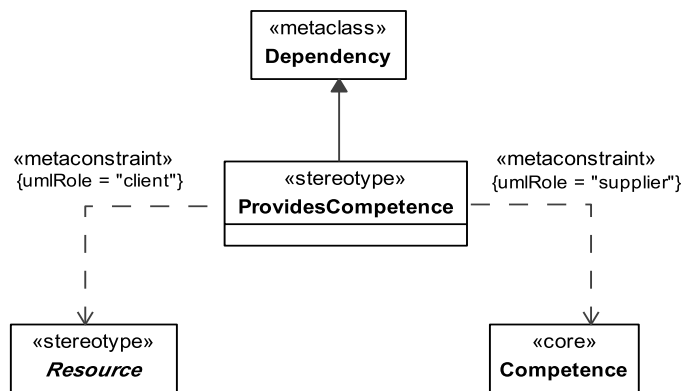 «metaclass»
Dependency
«metaconstraint»
{umlRole = "client"}
«stereotype»
ProvidesCompetence
«metaconstraint»
{umlRole = "supplier"}
«stereotype»
Resource
«core»
Competence